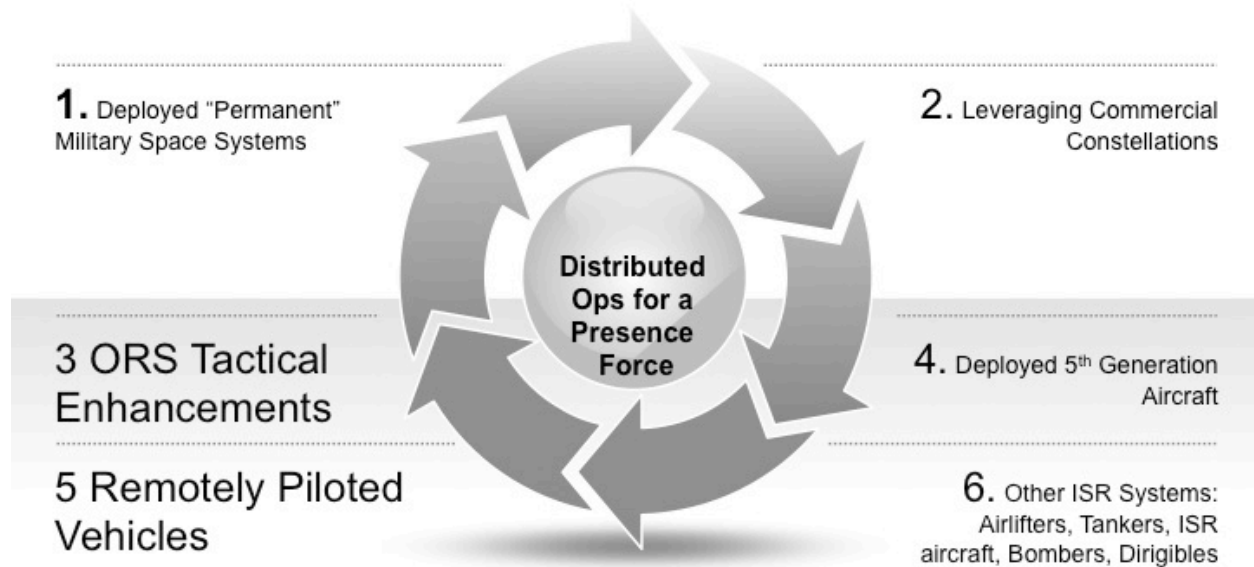 1. Deployed “Permanent”
Military Space Systems
2. Leveraging Commercial
Constellations
Distributed
Ops for a
Presence
Force
3 ORS Tactical
Enhancements
4. Deployed 5th Generation
Aircraft
5 Remotely Piloted
Vehicles
6. Other ISR Systems:
Airlifters, Tankers, ISR
aircraft, Bombers, Dirigibles